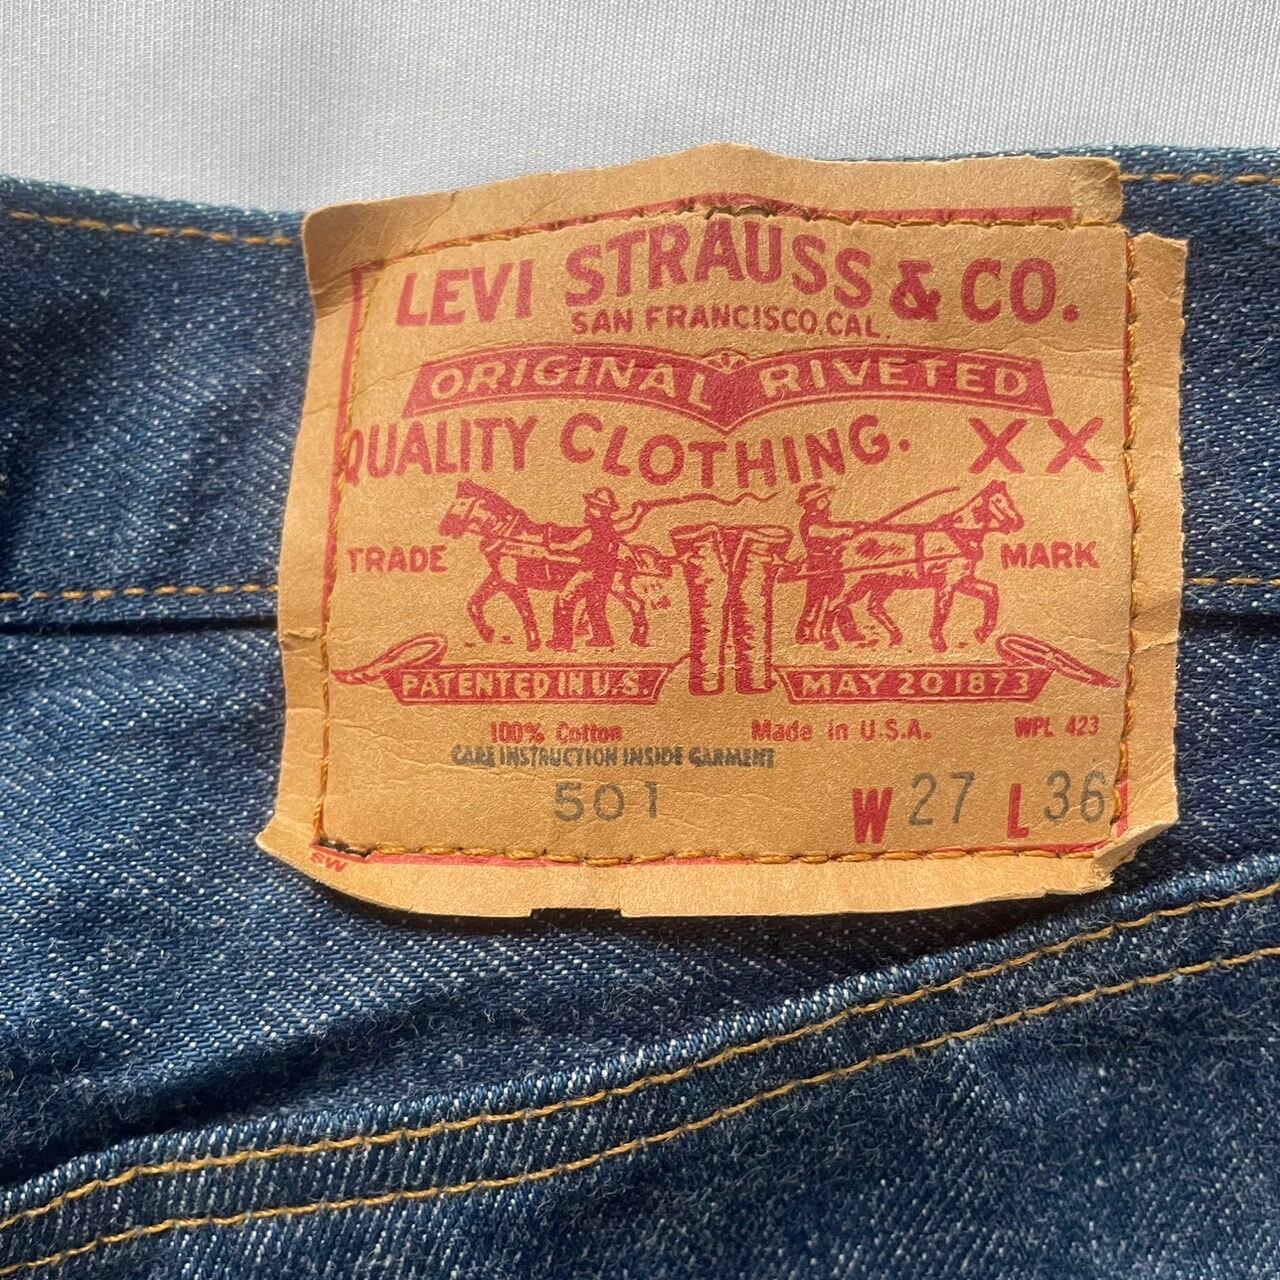 LEVI STRAUSS & CO.
SAN FRANCISCO, CAL.
ORIGINAL RIVETED
QUALITY CLOTHING. XX
TRADE MARK
PATENTED IN U.S. MAY 20 1873
100% Cotton Made in U.S.A. WPL 423
CARE INSTRUCTION INSIDE GARMENT
501 W 27 L 36
SW